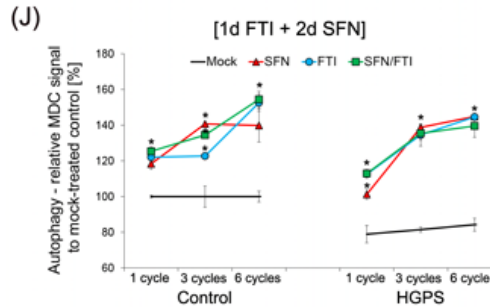 (J)
[1d FTI + 2d SFN]
Mock SFN FTI SFN/FTI
Autophagy - relative MDC signal
to mock-treated control [%]
180
160
140
120
100
80
60
* * * * * * * * *
1 cycle 3 cycles 6 cycles 1 cycle 3 cycles 6 cycles
Control HGPS